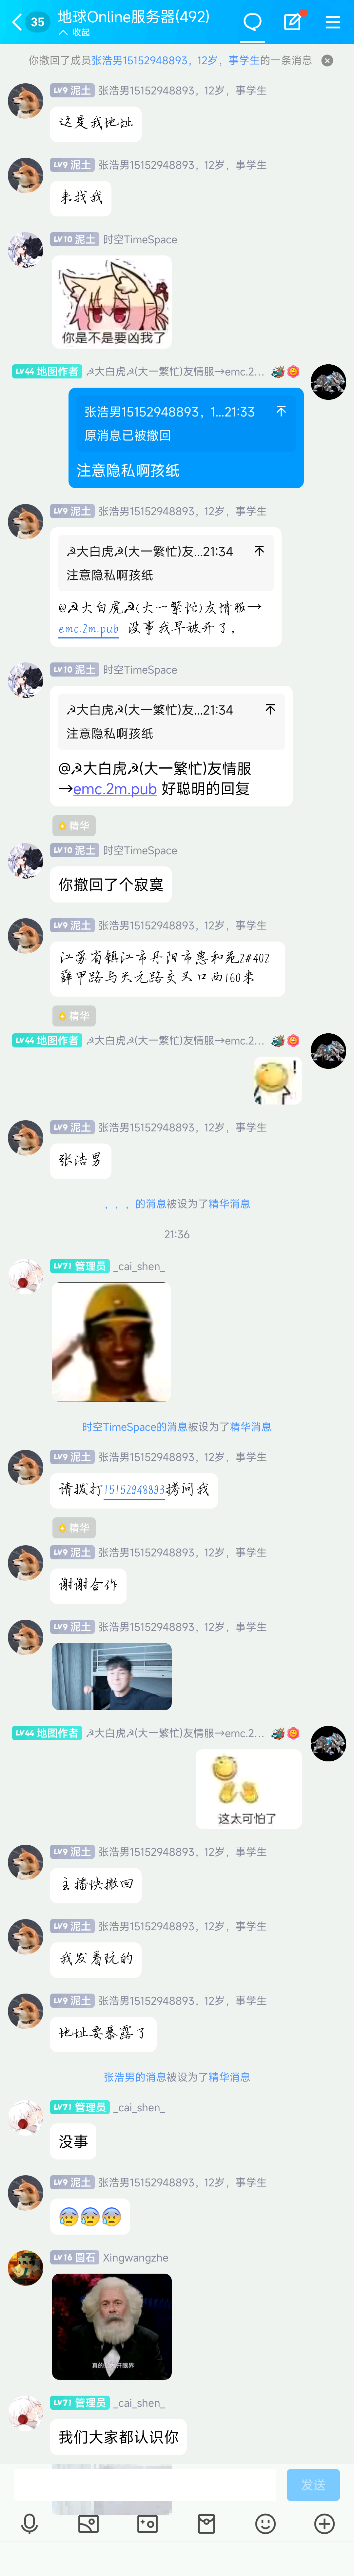 35
地球Online服务器(492)
收起
你撤回了成员张浩男15152948893，12岁，事学生的一条消息
LV9 泥土 张浩男15152948893，12岁，事学生
这是我地址
LV9 泥土 张浩男15152948893，12岁，事学生
来找我
LV10 泥土 时空TimeSpace
你是不是要凶我了
LV44 地图作者 ☭大白虎☭(大一繁忙)友情服→emc.2...
张浩男15152948893，1...21:33
原消息已被撤回
注意隐私啊孩纸
LV9 泥土 张浩男15152948893，12岁，事学生
☭大白虎☭(大一繁忙)友...21:34
注意隐私啊孩纸
@☭大白虎☭(大一繁忙)友情服→
emc.2m.pub 没事我早被开了。
LV10 泥土 时空TimeSpace
☭大白虎☭(大一繁忙)友...21:34
注意隐私啊孩纸
@☭大白虎☭(大一繁忙)友情服
→emc.2m.pub 好聪明的回复
精华
LV10 泥土 时空TimeSpace
你撤回了个寂寞
LV9 泥土 张浩男15152948893，12岁，事学生
江苏省镇江市丹阳市惠和苑2#402
薛甲路与天元路交叉口西160米
精华
LV44 地图作者 ☭大白虎☭(大一繁忙)友情服→emc.2...
!
LV9 泥土 张浩男15152948893，12岁，事学生
张浩男
，，，的消息被设为了精华消息
21:36
LV71 管理员 _cai_shen_
时空TimeSpace的消息被设为了精华消息
LV9 泥土 张浩男15152948893，12岁，事学生
请拨打15152948893拷问我
精华
LV9 泥土 张浩男15152948893，12岁，事学生
谢谢合作
LV9 泥土 张浩男15152948893，12岁，事学生
LV44 地图作者 ☭大白虎☭(大一繁忙)友情服→emc.2...
这太可怕了
LV9 泥土 张浩男15152948893，12岁，事学生
主播快撤回
LV9 泥土 张浩男15152948893，12岁，事学生
我发着玩的
LV9 泥土 张浩男15152948893，12岁，事学生
地址要暴露了
张浩男的消息被设为了精华消息
LV71 管理员 _cai_shen_
没事
LV9 泥土 张浩男15152948893，12岁，事学生
😰😰😰
LV16 圆石 Xingwangzhe
LV71 管理员 _cai_shen_
我们大家都认识你
发送